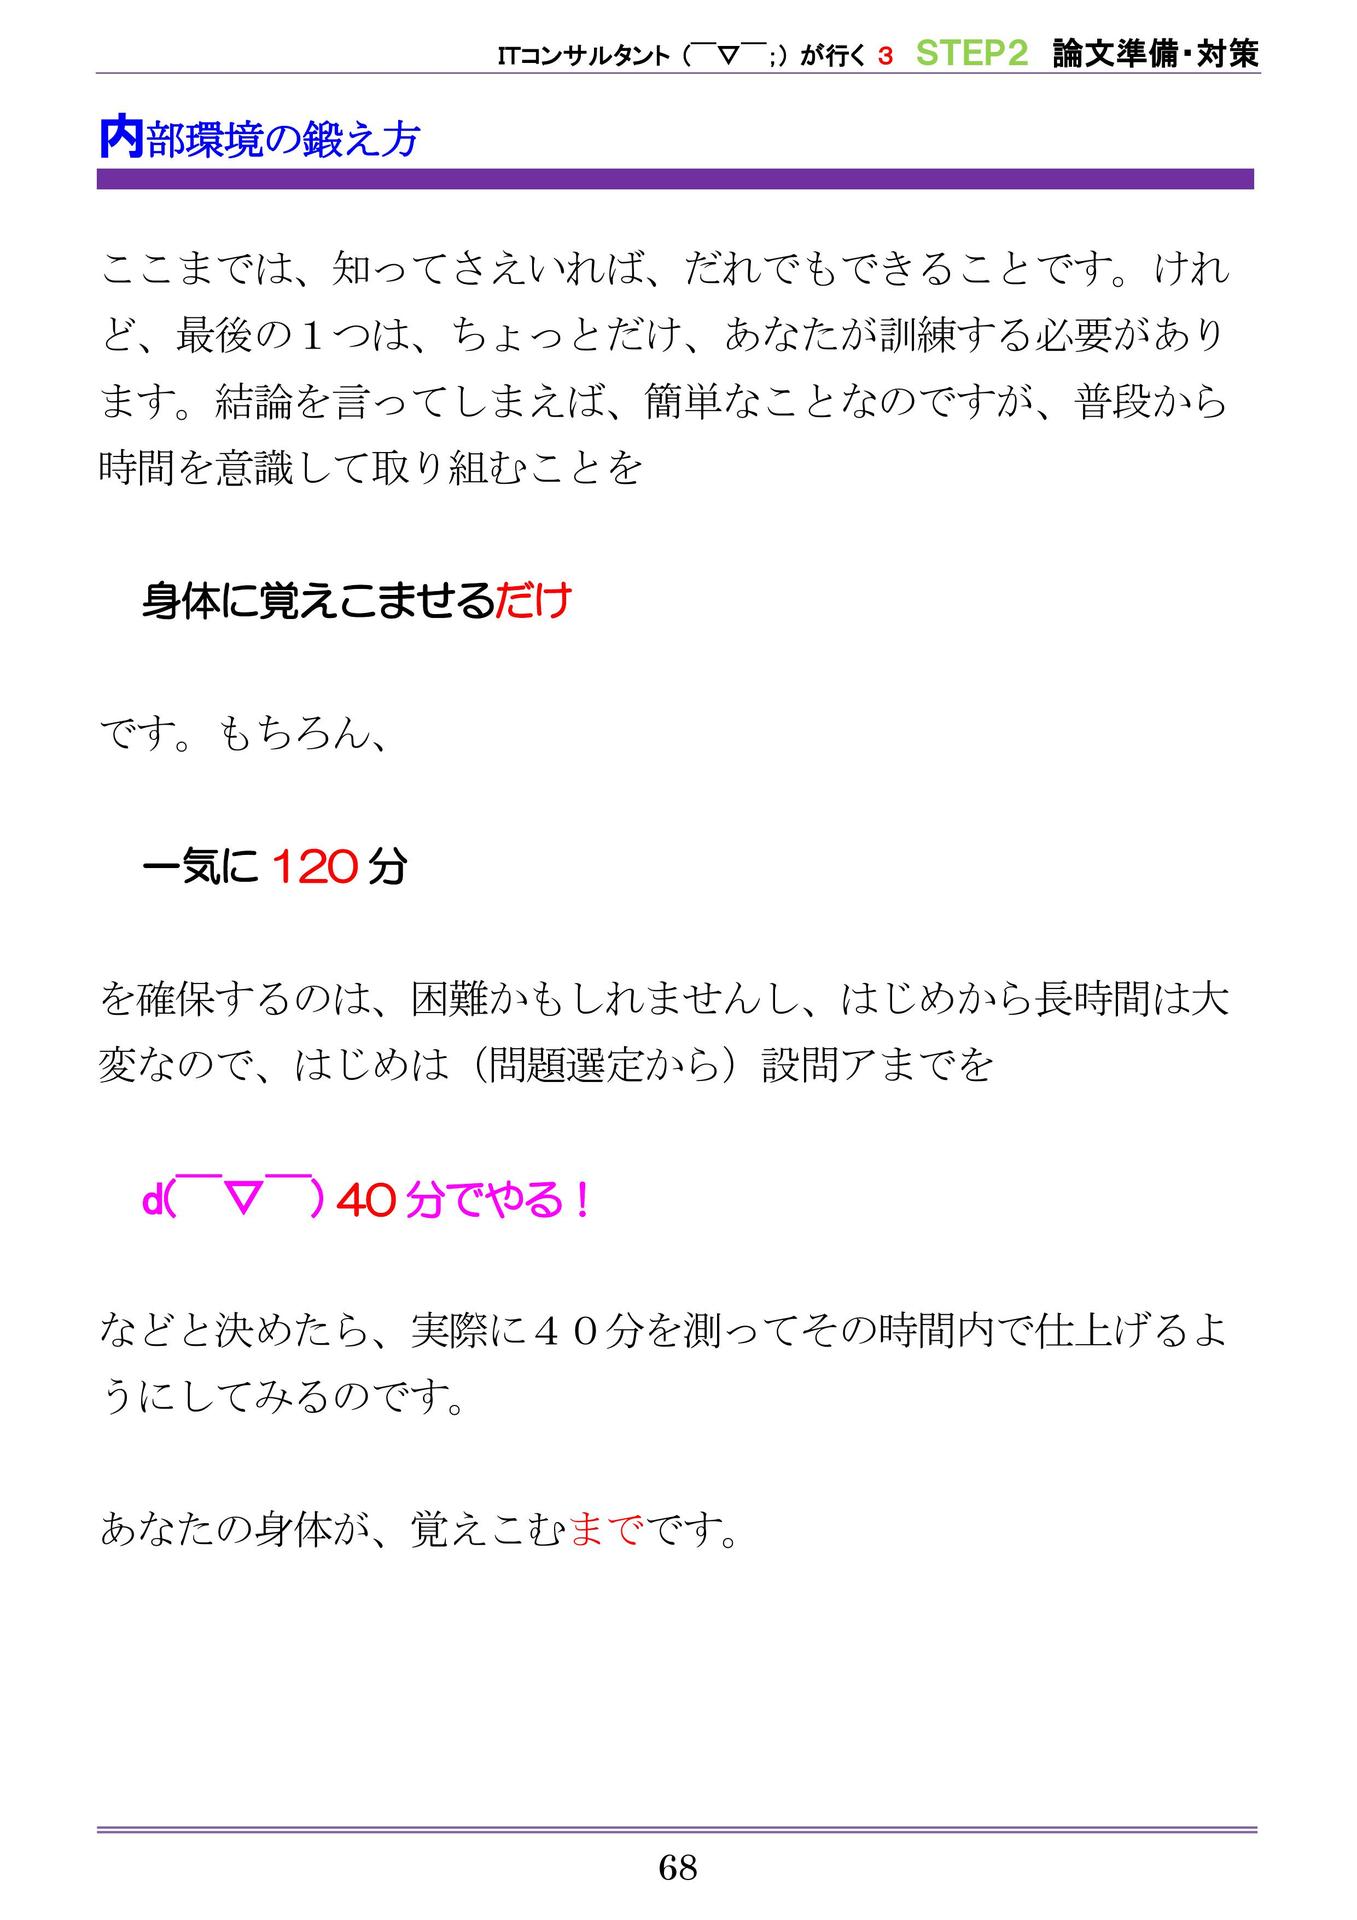 ITコンサルタント（￣▽￣;）が行く 3 STEP2 論文準備・対策
内部環境の鍛え方
ここまでは、知ってさえいれば、だれでもできることです。けれ
ど、最後の１つは、ちょっとだけ、あなたが訓練する必要があり
ます。結論を言ってしまえば、簡単なことなのですが、普段から
時間を意識して取り組むことを
身体に覚えこませるだけ
です。もちろん、
一気に 120 分
を確保するのは、困難かもしれませんし、はじめから長時間は大
変なので、はじめは（問題選定から）設問アまでを
d(￣▽￣) 40 分でやる！
などと決めたら、実際に４０分を測ってその時間内で仕上げるよ
うにしてみるのです。
あなたの身体が、覚えこむまでです。
68